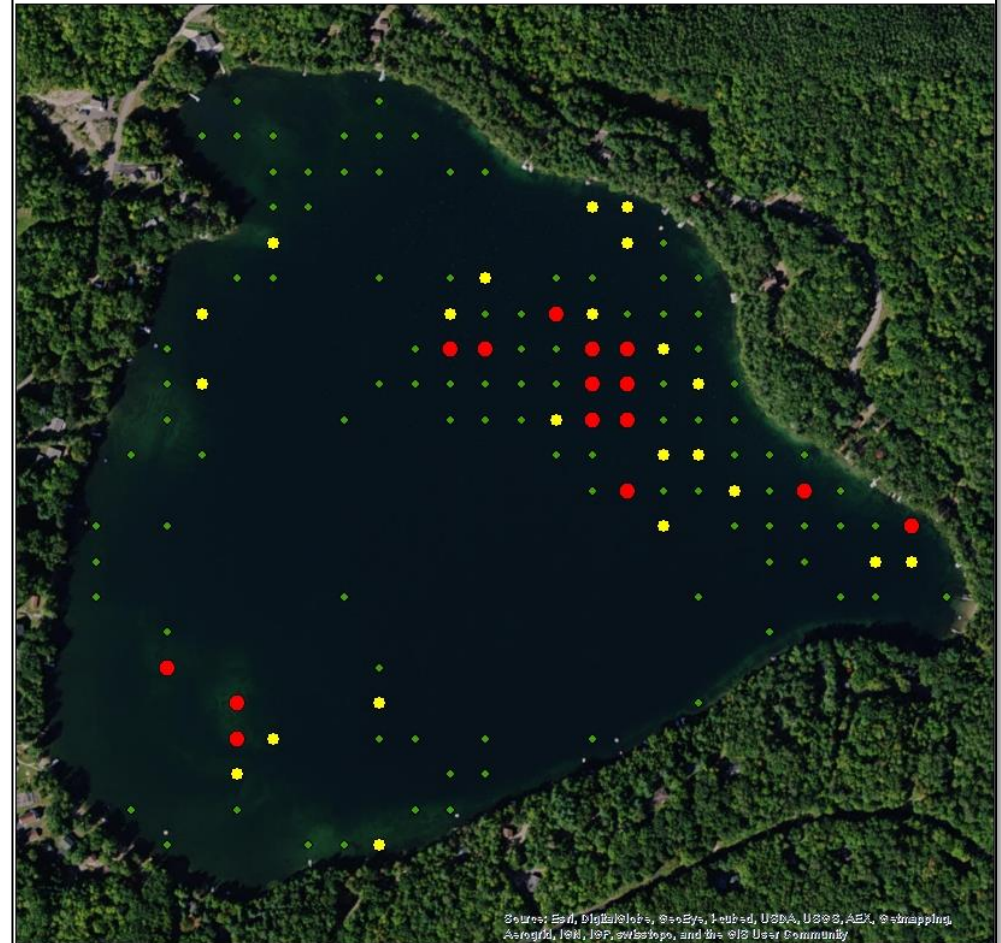 Source: Esri, DigitalGlobe, GeoEye, i-cubed, USDA, USGS, AEX, Getmapping,
Aerogrid, IGN, IGP, swisstopo, and the GIS User Community